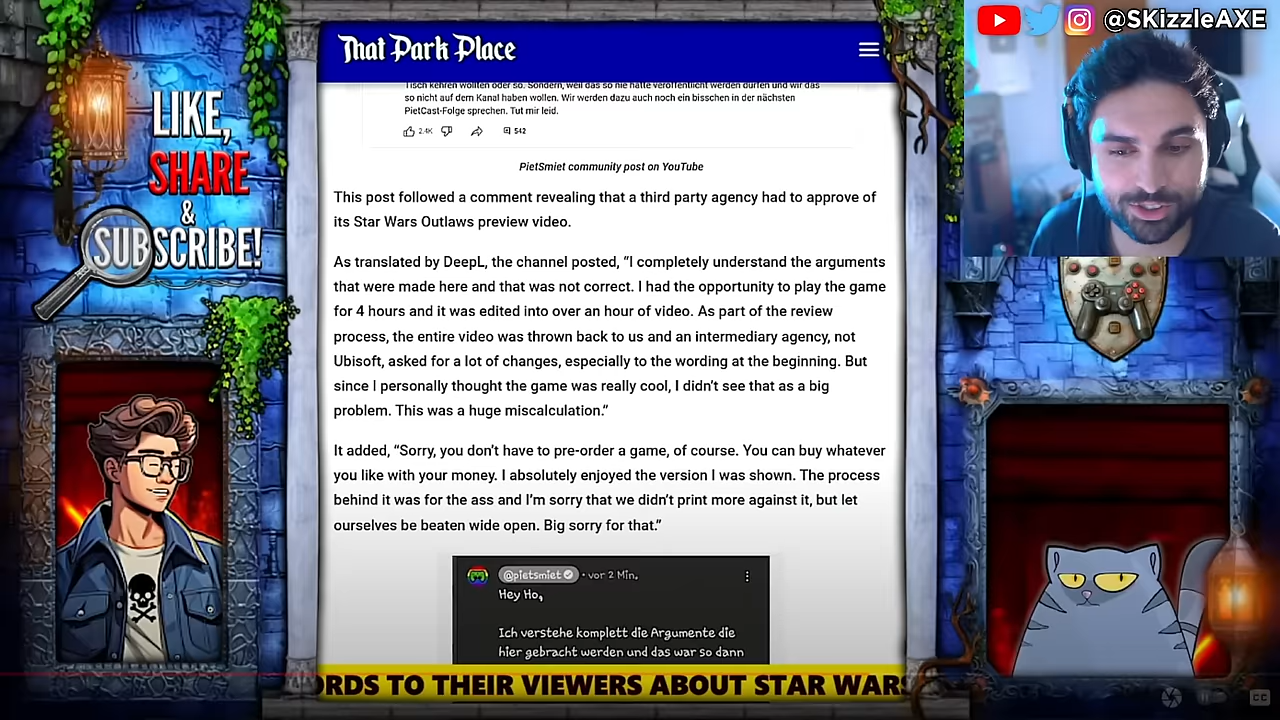 @SKizzleAXE
That Park Place
LIKE,
SHARE
&
SUBSCRIBE!
Tisch kehren wollten oder so. Sondern, weil das so nie hätte veröffentlicht werden dürfen und wir das
so nicht auf dem Kanal haben wollen. Wir werden dazu auch noch ein bisschen in der nächsten
PietCast-Folge sprechen. Tut mir leid.
2.4K 542
PietSmiet community post on YouTube
This post followed a comment revealing that a third party agency had to approve of
its Star Wars Outlaws preview video.
As translated by DeepL, the channel posted, “I completely understand the arguments
that were made here and that was not correct. I had the opportunity to play the game
for 4 hours and it was edited into over an hour of video. As part of the review
process, the entire video was thrown back to us and an intermediary agency, not
Ubisoft, asked for a lot of changes, especially to the wording at the beginning. But
since I personally thought the game was really cool, I didn’t see that as a big
problem. This was a huge miscalculation.”
It added, “Sorry, you don’t have to pre-order a game, of course. You can buy whatever
you like with your money. I absolutely enjoyed the version I was shown. The process
behind it was for the ass and I’m sorry that we didn’t print more against it, but let
ourselves be beaten wide open. Big sorry for that.”
@pietsmiet • vor 2 Min.
Hey Ho,
Ich verstehe komplett die Argumente die
hier gebracht werden und das war so dann
ORDS TO THEIR VIEWERS ABOUT STAR WARS
CC